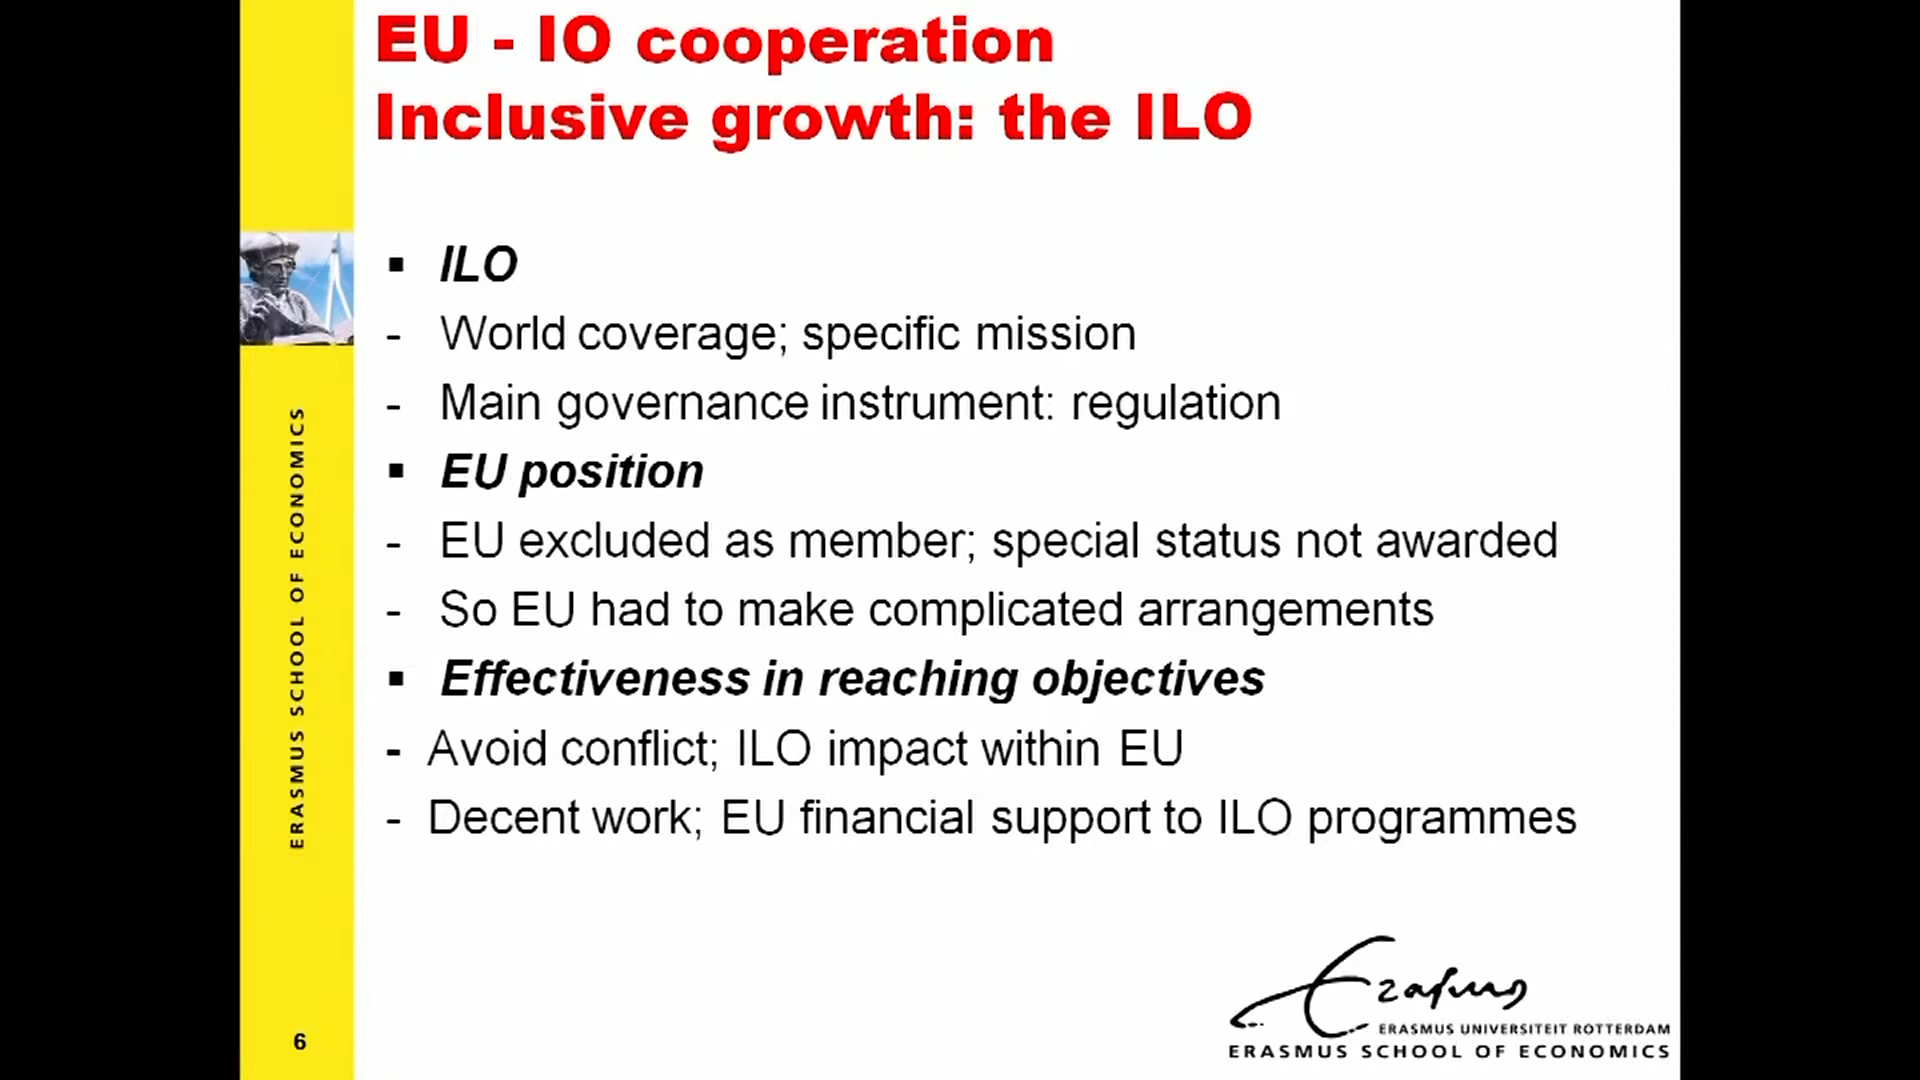 EU - IO cooperation
Inclusive growth: the ILO
▪ ILO
- World coverage; specific mission
- Main governance instrument: regulation
▪ EU position
- EU excluded as member; special status not awarded
- So EU had to make complicated arrangements
▪ Effectiveness in reaching objectives
- Avoid conflict; ILO impact within EU
- Decent work; EU financial support to ILO programmes
ERASMUS SCHOOL OF ECONOMICS
6
Erasmus
ERASMUS UNIVERSITEIT ROTTERDAM
ERASMUS SCHOOL OF ECONOMICS